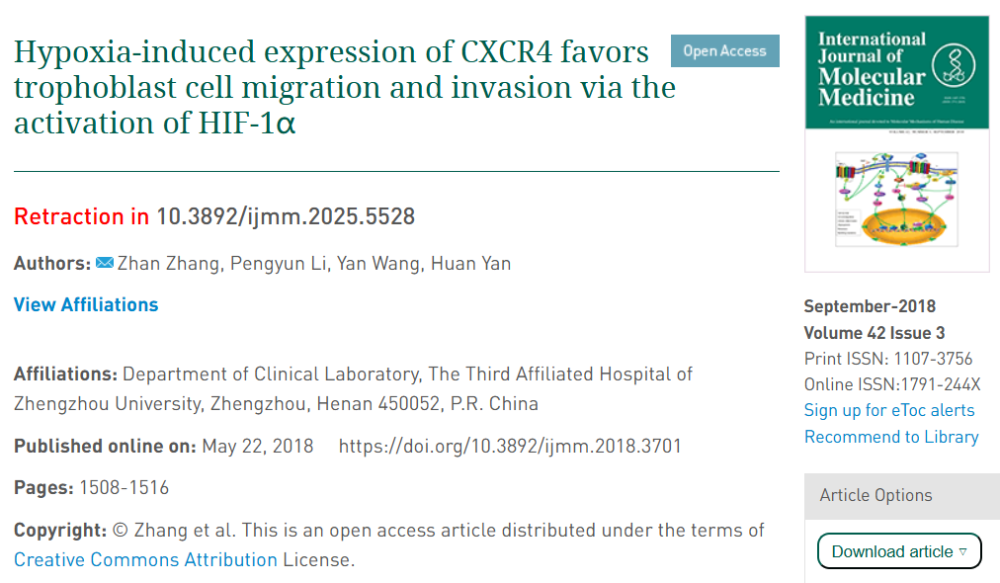 Hypoxia-induced expression of CXCR4 favors
trophoblast cell migration and invasion via the
activation of HIF-1α
Open Access
Retraction in 10.3892/ijmm.2025.5528
Authors: Zhan Zhang, Pengyun Li, Yan Wang, Huan Yan
View Affiliations
Affiliations: Department of Clinical Laboratory, The Third Affiliated Hospital of
Zhengzhou University, Zhengzhou, Henan 450052, P.R. China
Published online on: May 22, 2018 https://doi.org/10.3892/ijmm.2018.3701
Pages: 1508-1516
Copyright: © Zhang et al. This is an open access article distributed under the terms of
Creative Commons Attribution License.
International
Journal of
Molecular
Medicine
September-2018
Volume 42 Issue 3
Print ISSN: 1107-3756
Online ISSN:1791-244X
Sign up for eToc alerts
Recommend to Library
Article Options
Download article ▿